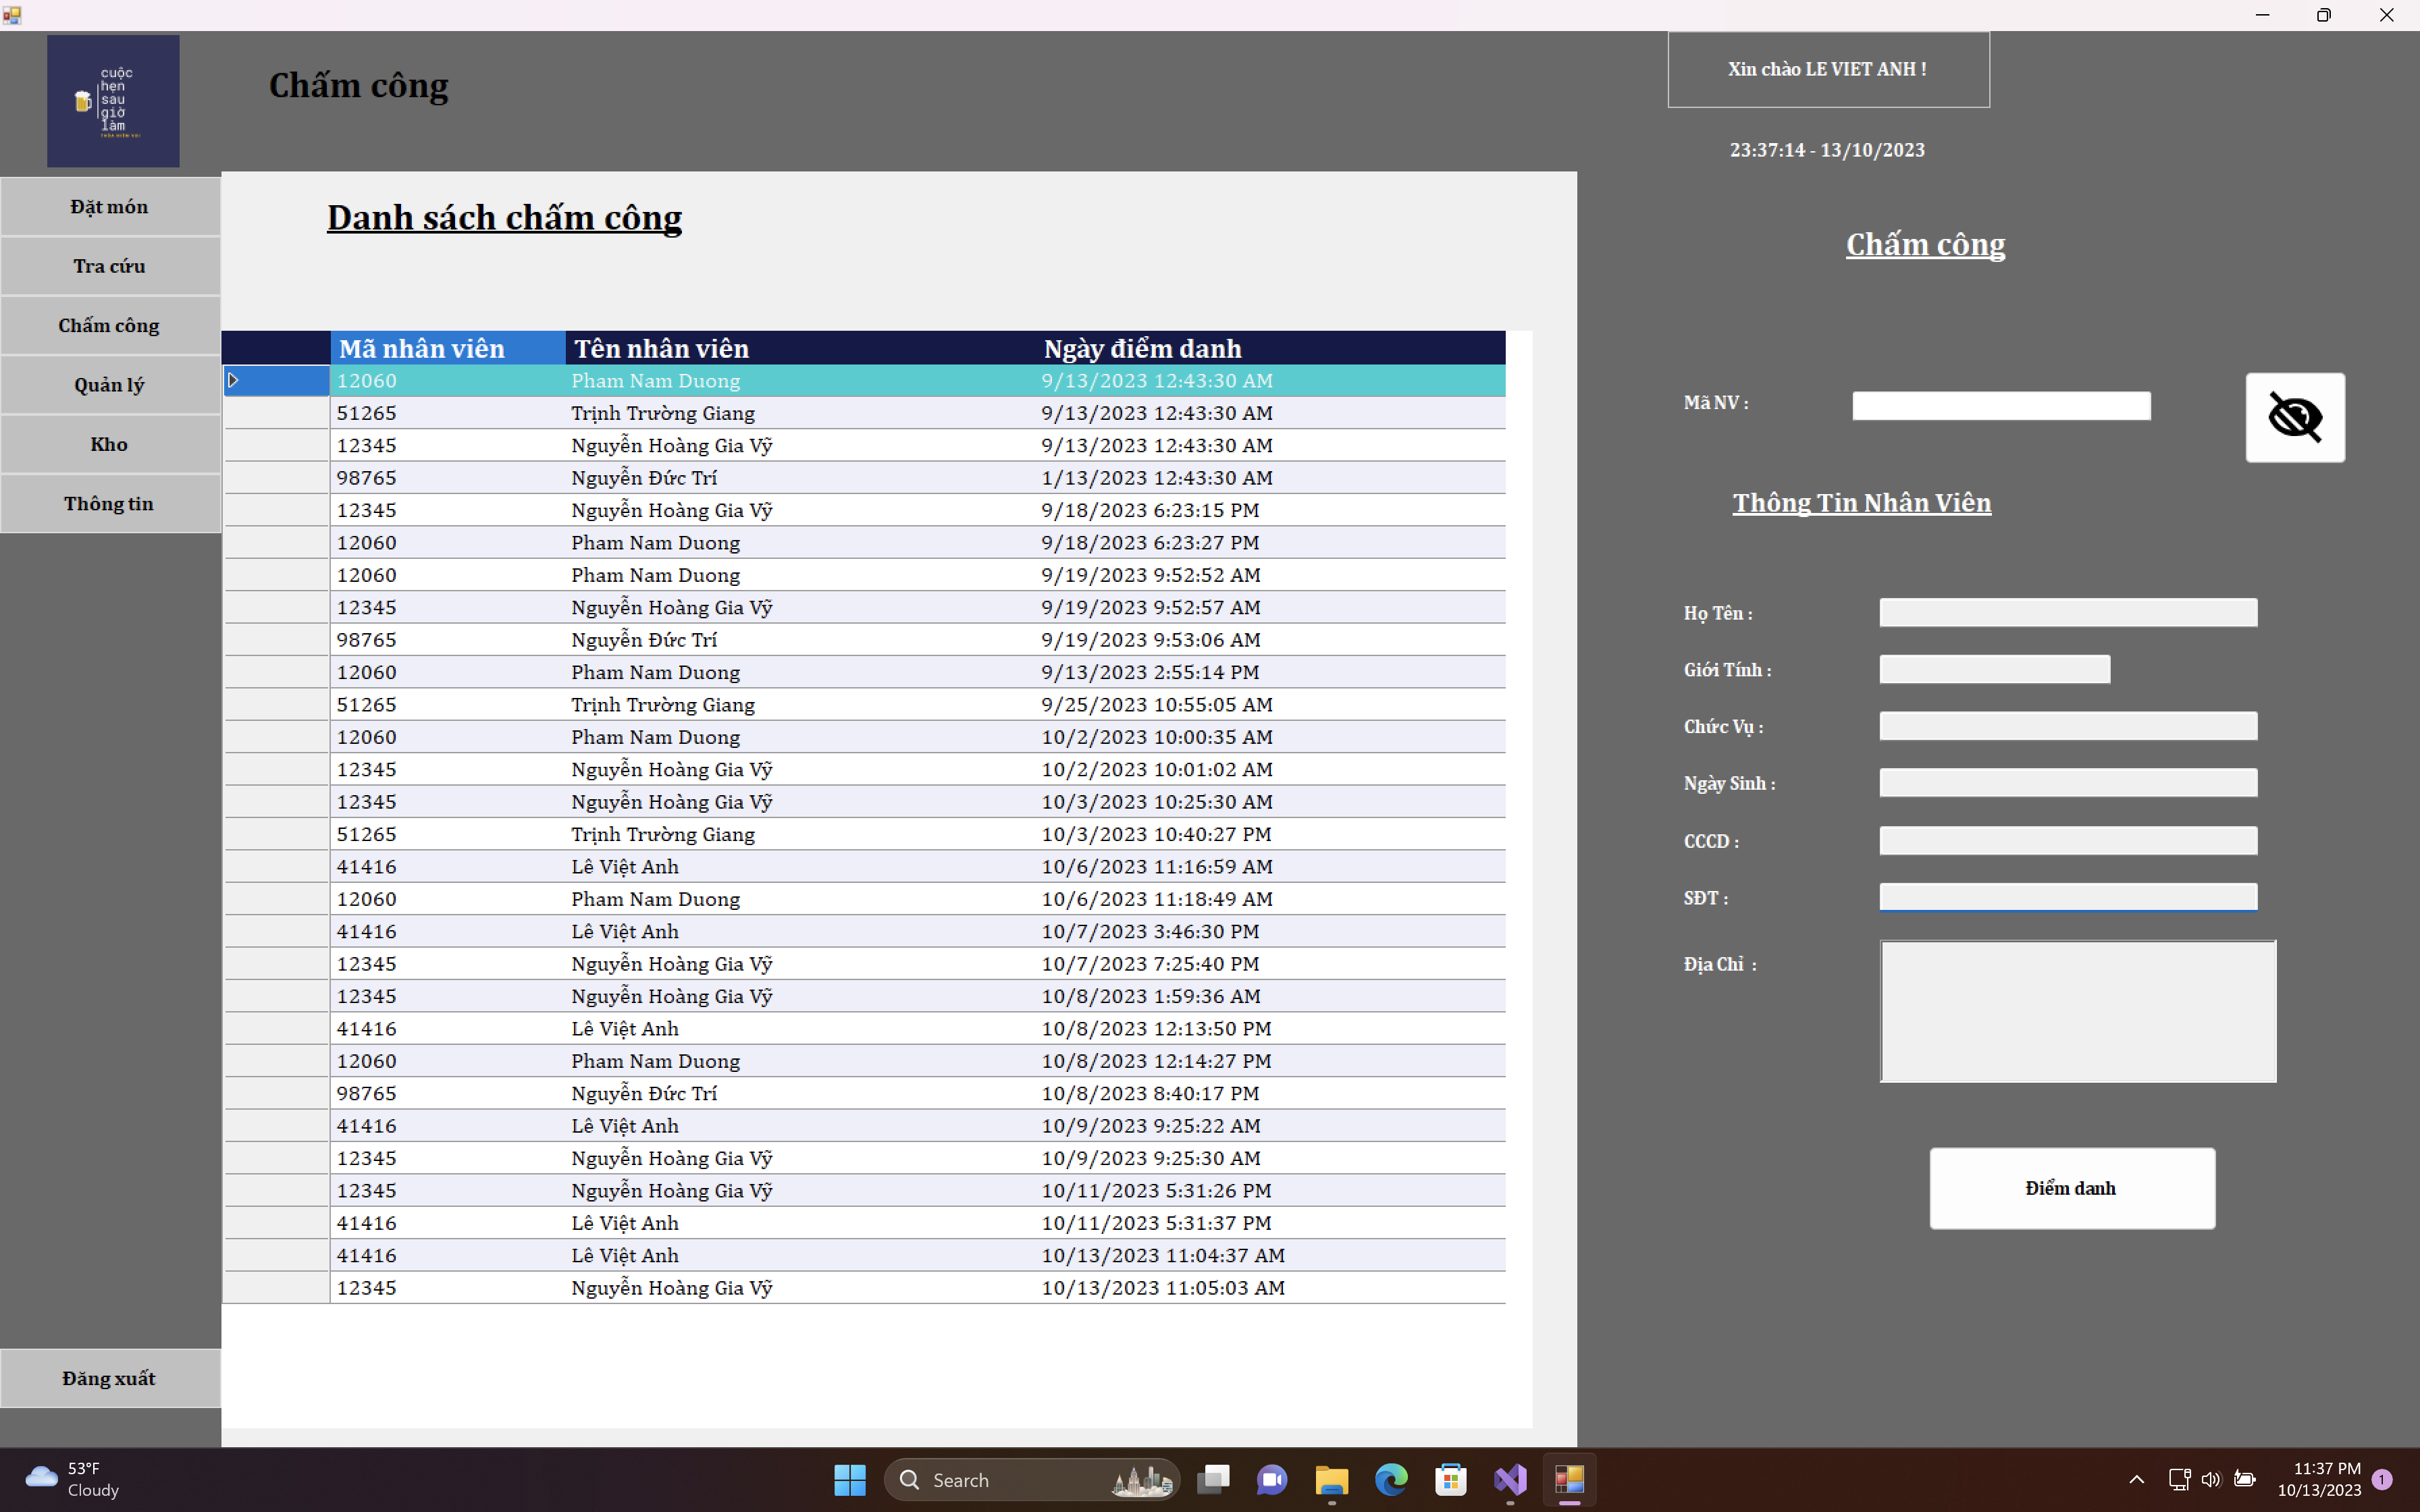 cuộc
hẹn
sau
giờ
làm
Chấm công
Xin chào LE VIET ANH !
23:37:14 - 13/10/2023
Đặt món
Tra cứu
Chấm công
Quản lý
Kho
Thông tin
Đăng xuất
Danh sách chấm công
Mã nhân viên Tên nhân viên Ngày điểm danh
12060 Pham Nam Duong 9/13/2023 12:43:30 AM
51265 Trịnh Trường Giang 9/13/2023 12:43:30 AM
12345 Nguyễn Hoàng Gia Vỹ 9/13/2023 12:43:30 AM
98765 Nguyễn Đức Trí 1/13/2023 12:43:30 AM
12345 Nguyễn Hoàng Gia Vỹ 9/18/2023 6:23:15 PM
12060 Pham Nam Duong 9/18/2023 6:23:27 PM
12060 Pham Nam Duong 9/19/2023 9:52:52 AM
12345 Nguyễn Hoàng Gia Vỹ 9/19/2023 9:52:57 AM
98765 Nguyễn Đức Trí 9/19/2023 9:53:06 AM
12060 Pham Nam Duong 9/13/2023 2:55:14 PM
51265 Trịnh Trường Giang 9/25/2023 10:55:05 AM
12060 Pham Nam Duong 10/2/2023 10:00:35 AM
12345 Nguyễn Hoàng Gia Vỹ 10/2/2023 10:01:02 AM
12345 Nguyễn Hoàng Gia Vỹ 10/3/2023 10:25:30 AM
51265 Trịnh Trường Giang 10/3/2023 10:40:27 PM
41416 Lê Việt Anh 10/6/2023 11:16:59 AM
12060 Pham Nam Duong 10/6/2023 11:18:49 AM
41416 Lê Việt Anh 10/7/2023 3:46:30 PM
12345 Nguyễn Hoàng Gia Vỹ 10/7/2023 7:25:40 PM
12345 Nguyễn Hoàng Gia Vỹ 10/8/2023 1:59:36 AM
41416 Lê Việt Anh 10/8/2023 12:13:50 PM
12060 Pham Nam Duong 10/8/2023 12:14:27 PM
98765 Nguyễn Đức Trí 10/8/2023 8:40:17 PM
41416 Lê Việt Anh 10/9/2023 9:25:22 AM
12345 Nguyễn Hoàng Gia Vỹ 10/9/2023 9:25:30 AM
12345 Nguyễn Hoàng Gia Vỹ 10/11/2023 5:31:26 PM
41416 Lê Việt Anh 10/11/2023 5:31:37 PM
41416 Lê Việt Anh 10/13/2023 11:04:37 AM
12345 Nguyễn Hoàng Gia Vỹ 10/13/2023 11:05:03 AM
Chấm công
Mã NV :
Thông Tin Nhân Viên
Họ Tên :
Giới Tính :
Chức Vụ :
Ngày Sinh :
CCCD :
SĐT :
Địa Chỉ :
Điểm danh
53°F
Cloudy
Search
11:37 PM
10/13/2023
1